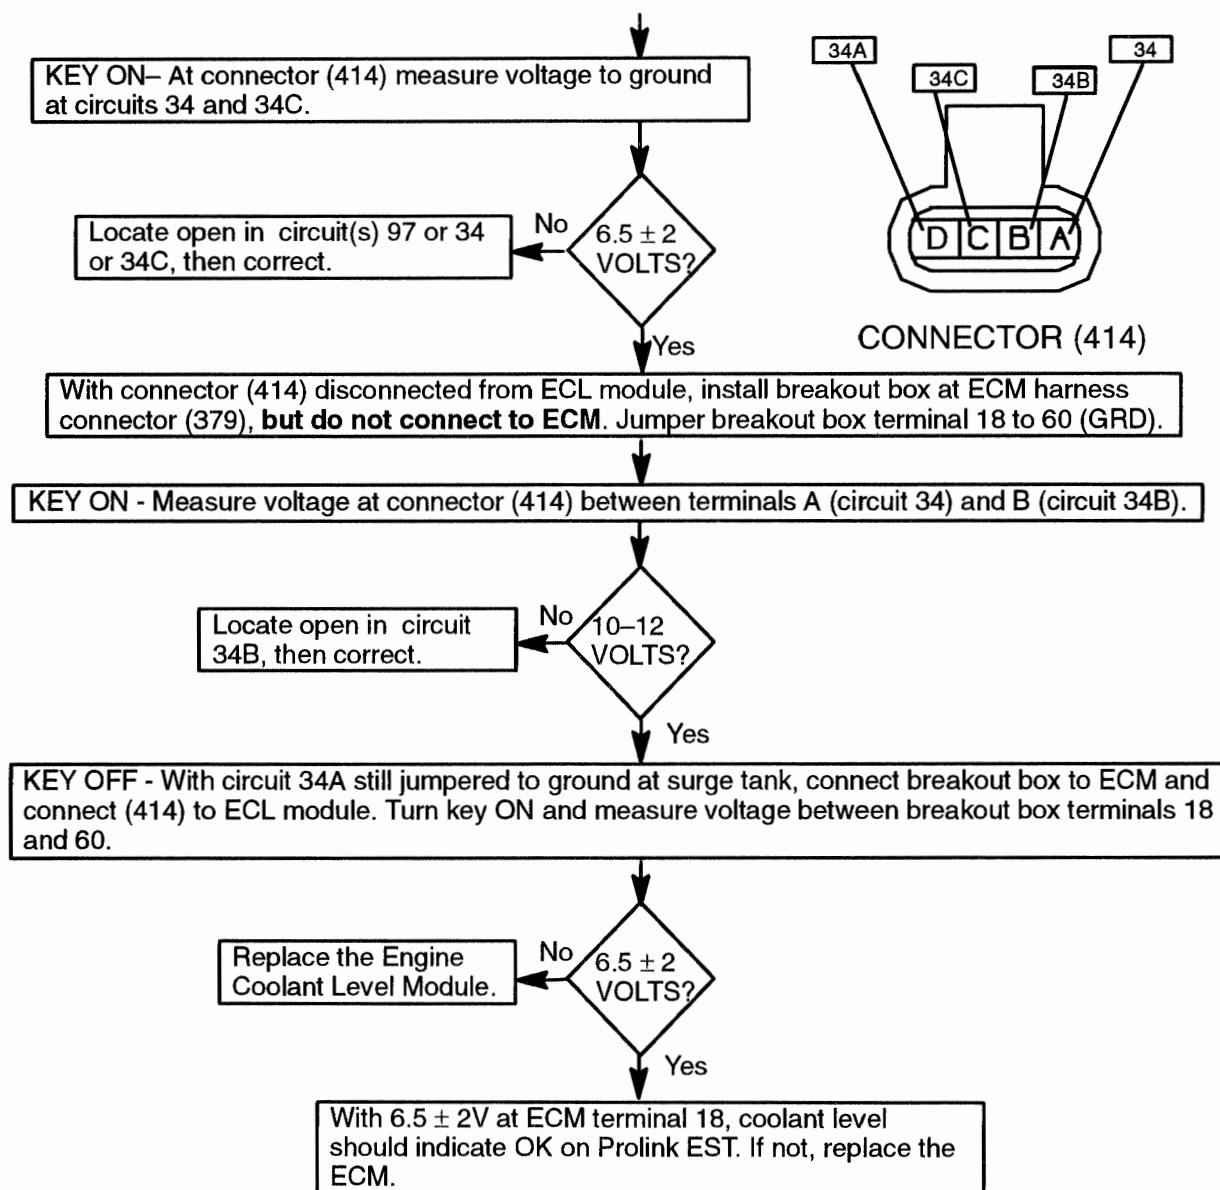 KEY ON– At connector (414) measure voltage to ground
at circuits 34 and 34C.
34A
34C
34B
34
D C B A
CONNECTOR (414)
6.5 ± 2
VOLTS?
No
Locate open in circuit(s) 97 or 34
or 34C, then correct.
Yes
With connector (414) disconnected from ECL module, install breakout box at ECM harness
connector (379), but do not connect to ECM. Jumper breakout box terminal 18 to 60 (GRD).
KEY ON - Measure voltage at connector (414) between terminals A (circuit 34) and B (circuit 34B).
10–12
VOLTS?
No
Locate open in circuit
34B, then correct.
Yes
KEY OFF - With circuit 34A still jumpered to ground at surge tank, connect breakout box to ECM and
connect (414) to ECL module. Turn key ON and measure voltage between breakout box terminals 18
and 60.
6.5 ± 2
VOLTS?
No
Replace the Engine
Coolant Level Module.
Yes
With 6.5 ± 2V at ECM terminal 18, coolant level
should indicate OK on Prolink EST. If not, replace the
ECM.